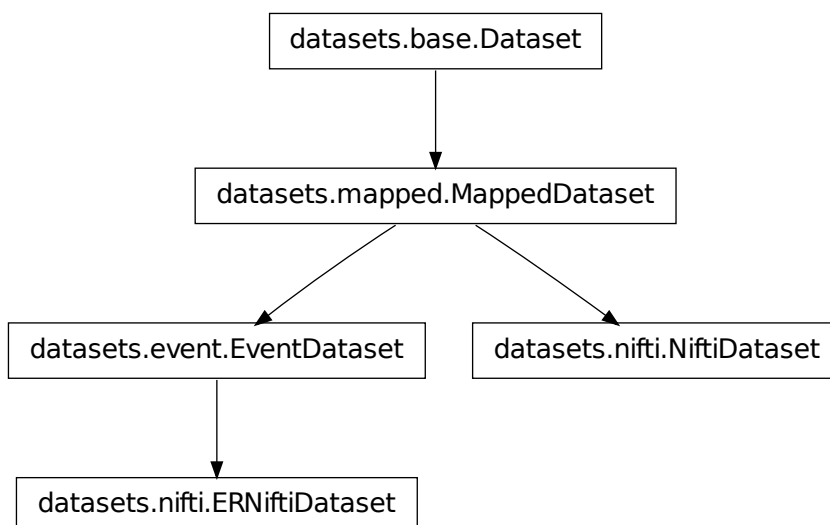 datasets.base.Dataset
datasets.mapped.MappedDataset
datasets.event.EventDataset
datasets.nifti.NiftiDataset
datasets.nifti.ERNiftiDataset